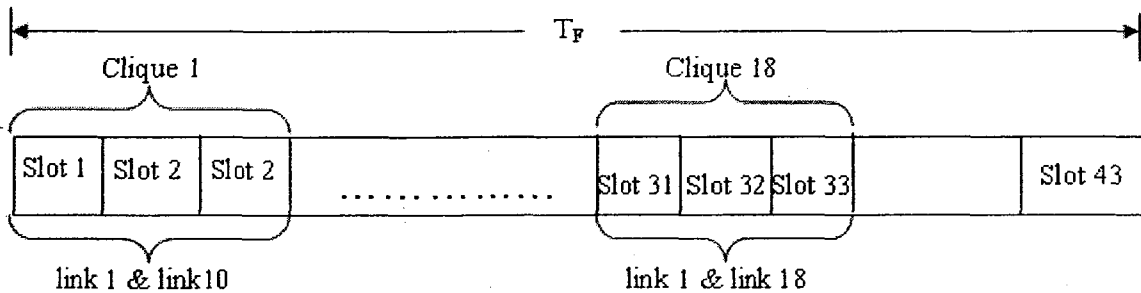 T_F
Clique 1 Clique 18
Slot 1 Slot 2 Slot 2 ............... Slot 31 Slot 32 Slot 33 Slot 43
link 1 & link10 link 1 & link 18